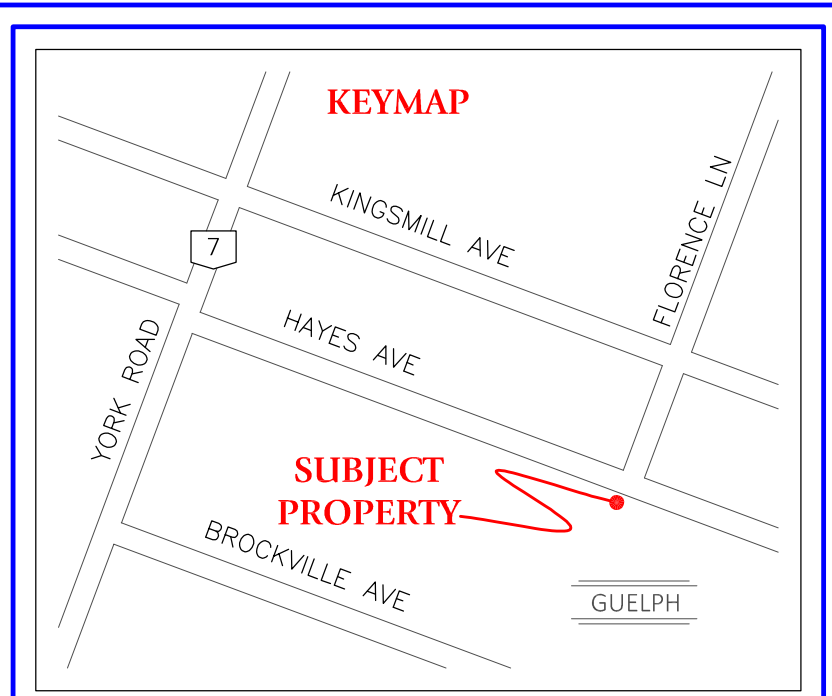 KEYMAP
KINGSMILL AVE
FLORENCE LN
7
HAYES AVE
YORK ROAD
SUBJECT
PROPERTY
BROCKVILLE AVE
GUELPH